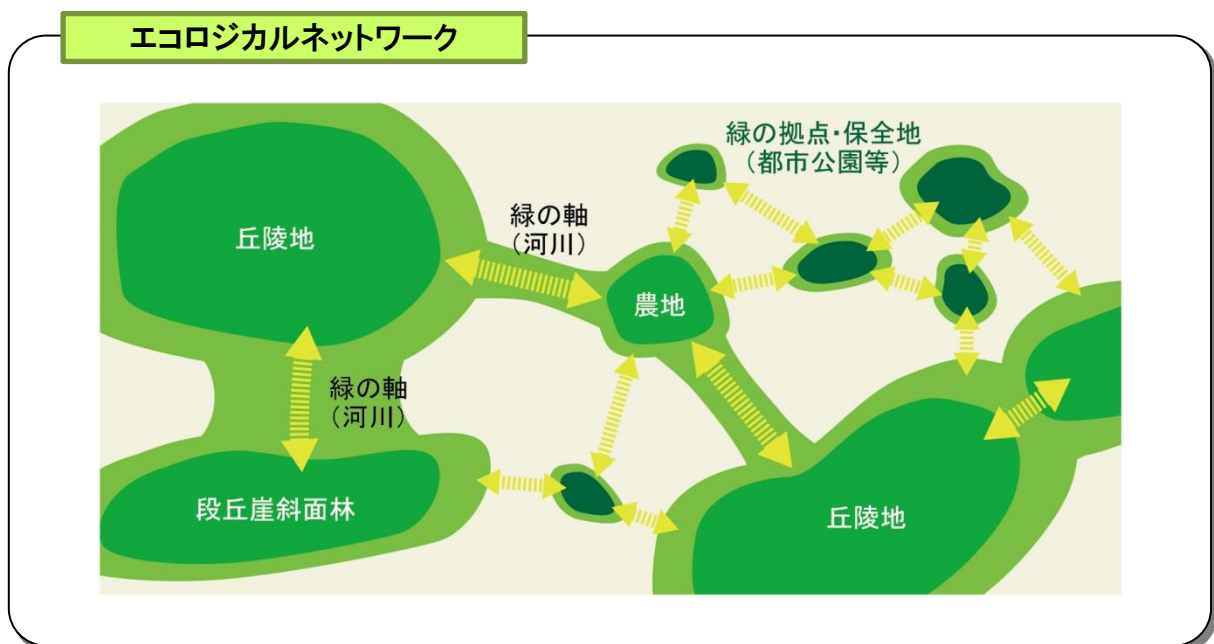 エコロジカルネットワーク
緑の拠点・保全地
（都市公園等）
緑の軸
（河川）
丘陵地
農地
緑の軸
（河川）
段丘崖斜面林
丘陵地